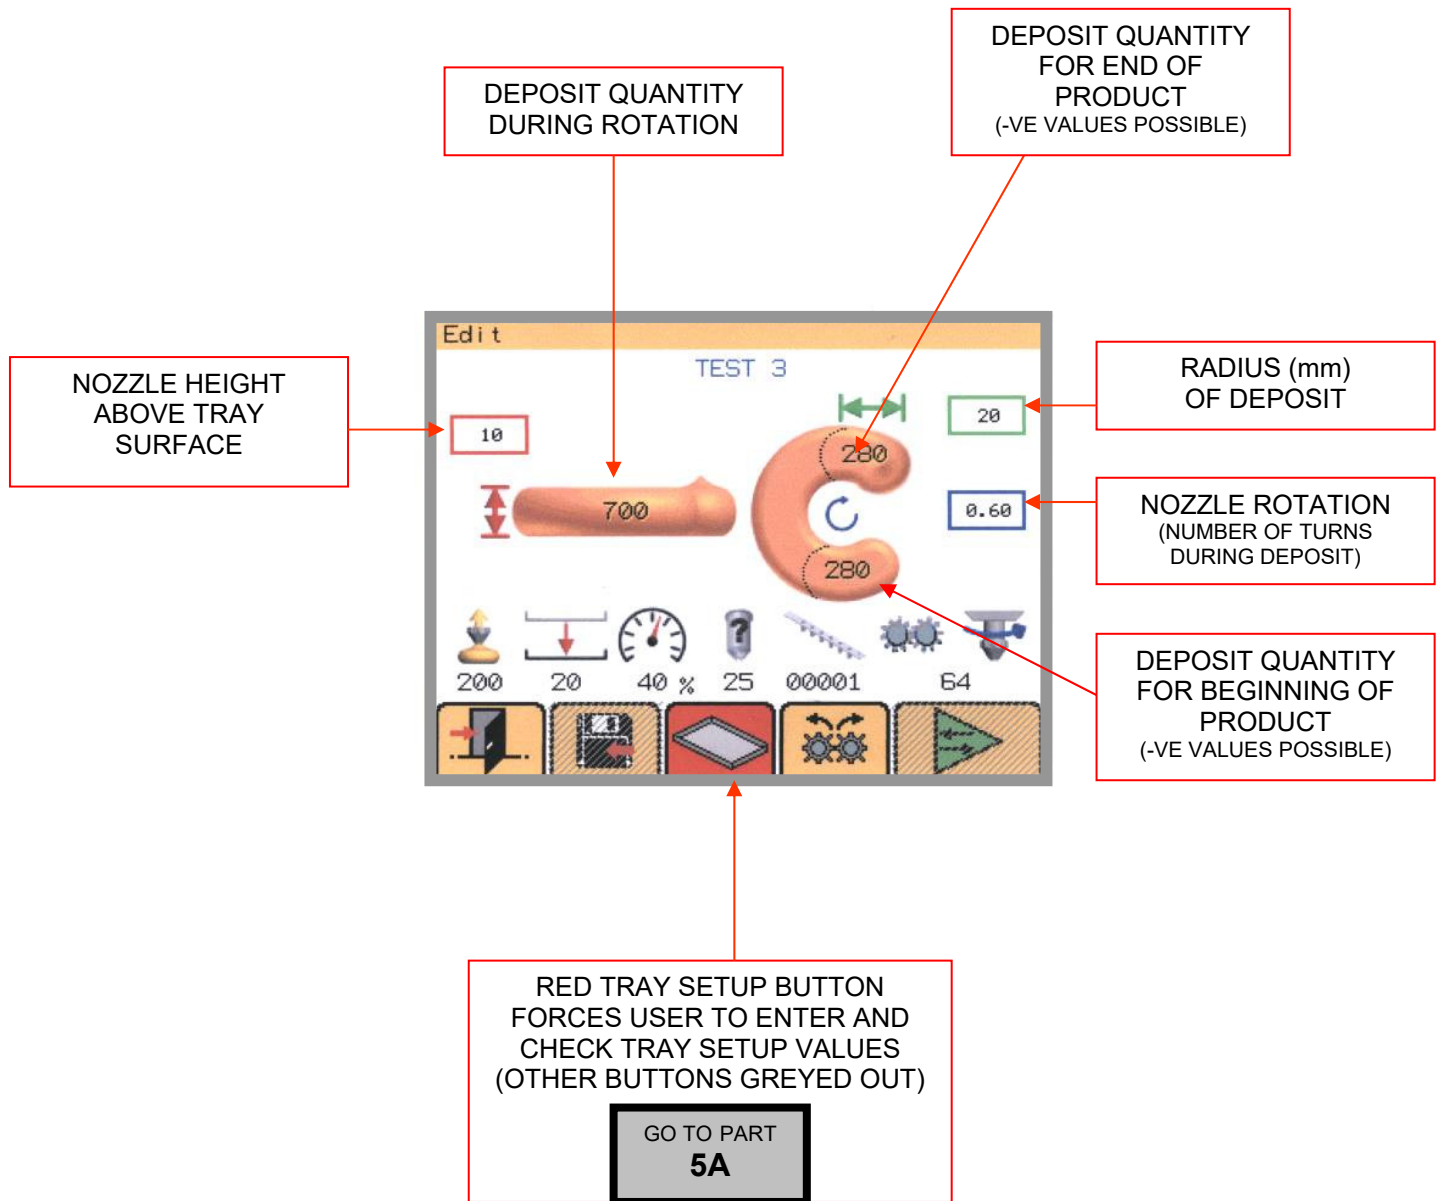 DEPOSIT QUANTITY
FOR END OF
PRODUCT
(-VE VALUES POSSIBLE)
DEPOSIT QUANTITY
DURING ROTATION
Edit
TEST 3
NOZZLE HEIGHT
ABOVE TRAY
SURFACE
10
20
RADIUS (mm)
OF DEPOSIT
280
700
0.60
NOZZLE ROTATION
(NUMBER OF TURNS
DURING DEPOSIT)
280
?
200 20 40 % 25 00001 64
DEPOSIT QUANTITY
FOR BEGINNING OF
PRODUCT
(-VE VALUES POSSIBLE)
RED TRAY SETUP BUTTON
FORCES USER TO ENTER AND
CHECK TRAY SETUP VALUES
(OTHER BUTTONS GREYED OUT)
GO TO PART
5A